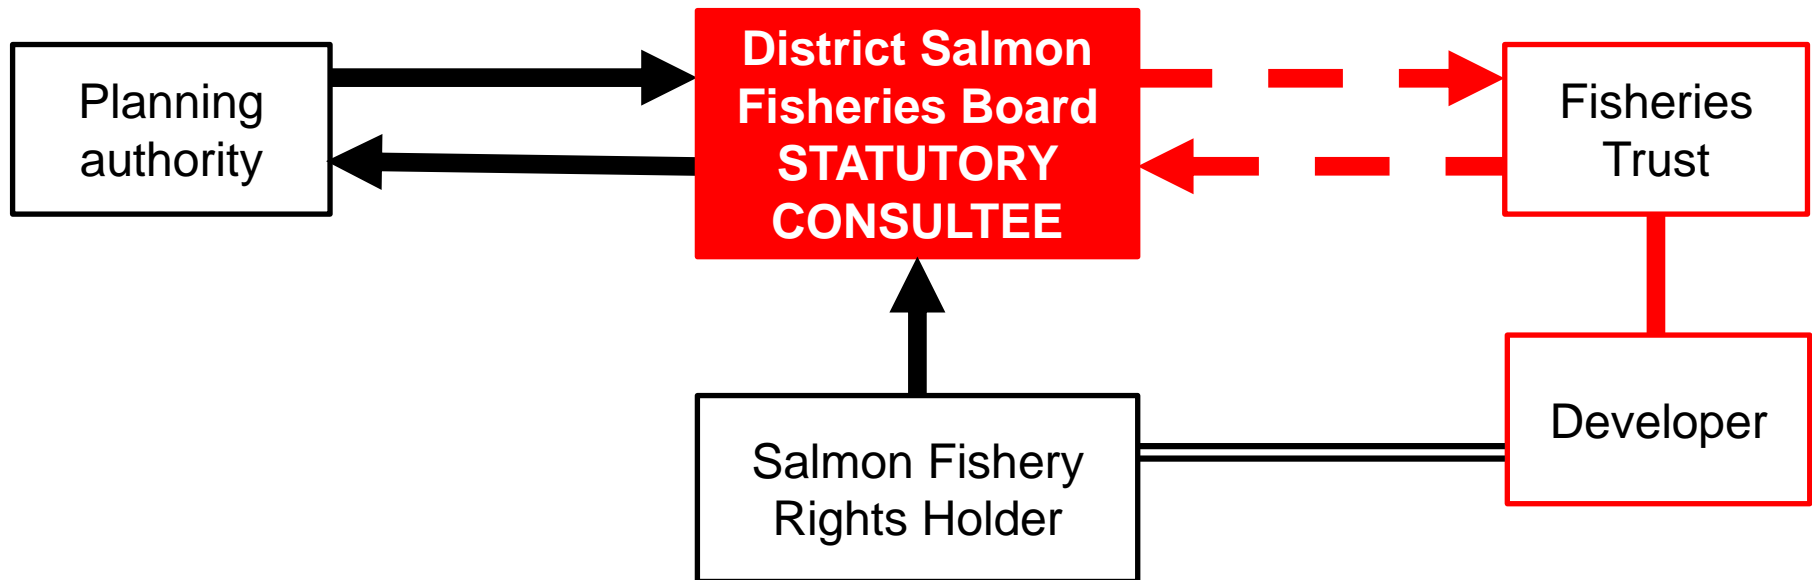 Planning
authority
District Salmon
Fisheries Board
STATUTORY
CONSULTEE
Fisheries
Trust
Salmon Fishery
Rights Holder
Developer